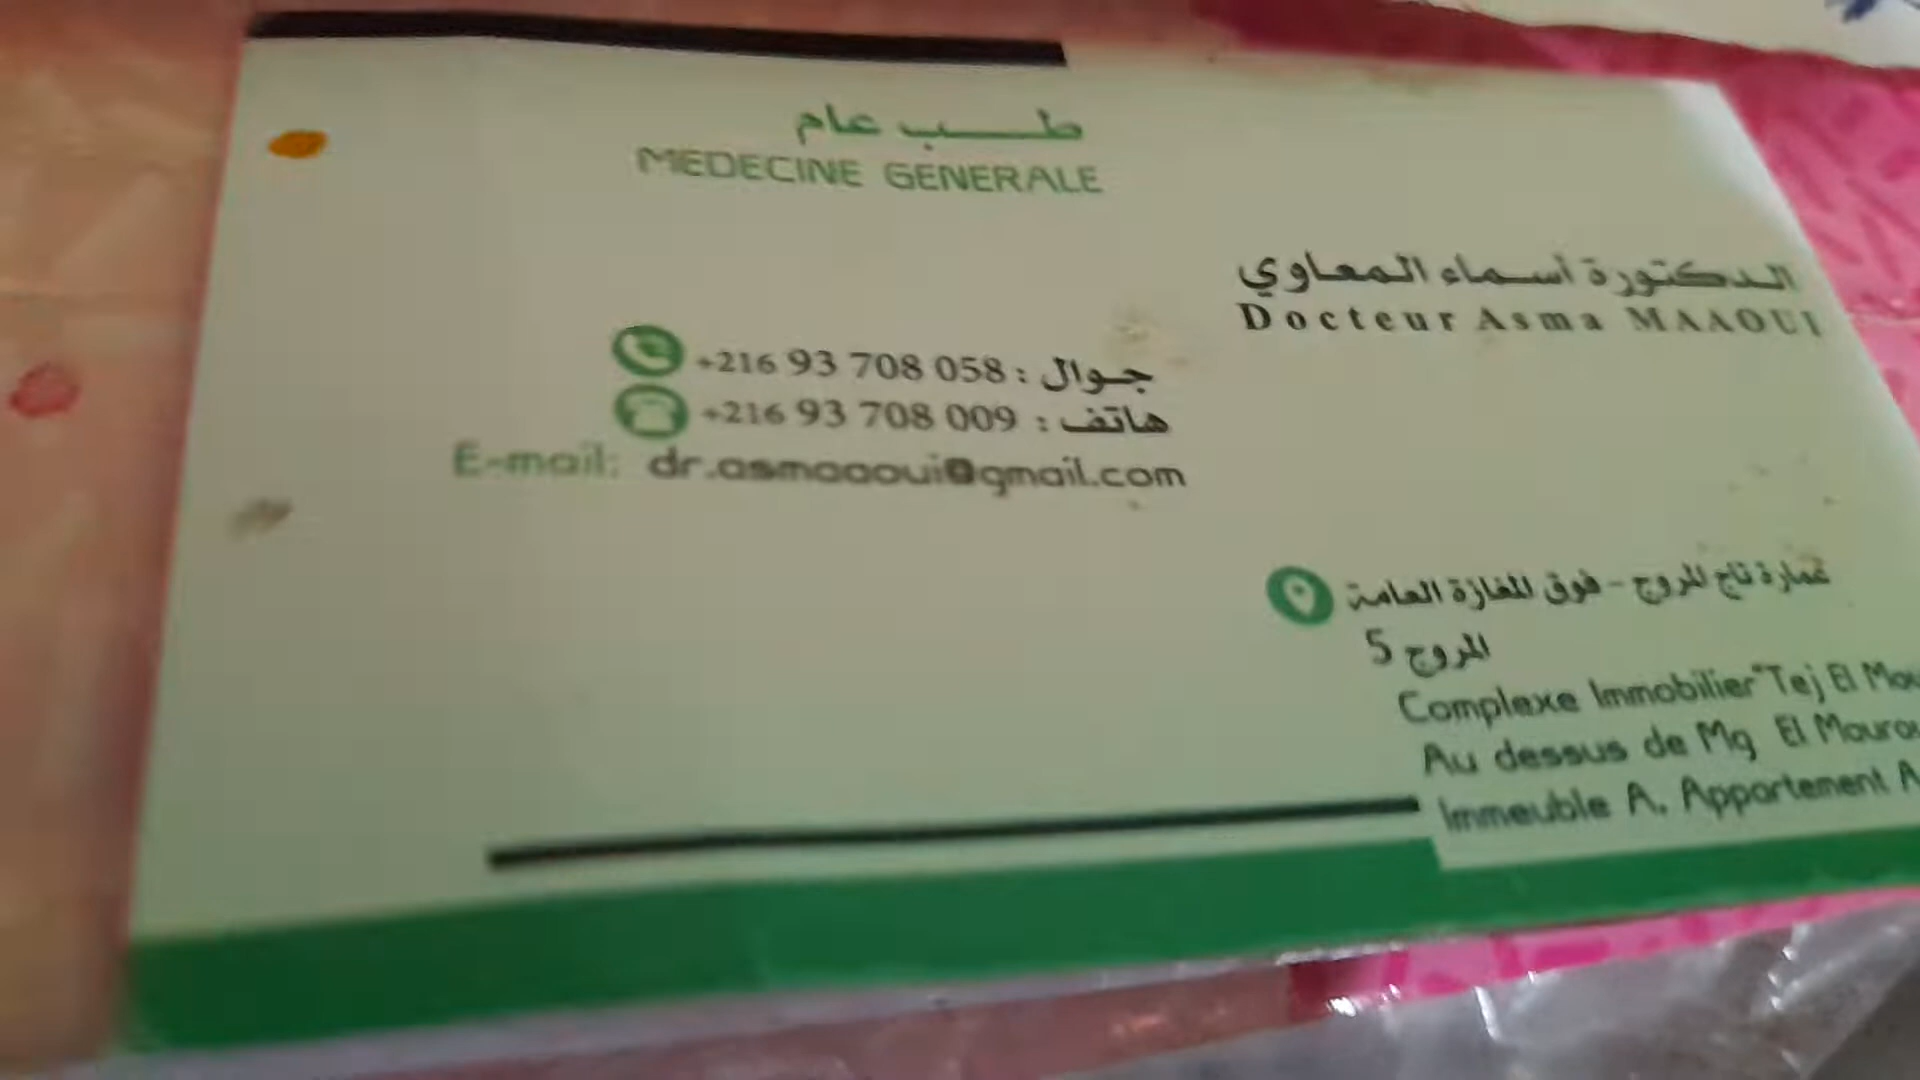 طب عام
MEDECINE GENERALE
الدكتورة أسماء المعاوي
Docteur Asma MAAOUI
جوال : +216 93 708 058
هاتف : +216 93 708 009
E-mail: dr.asmaaoui@gmail.com
عمارة تاج المروج - فوق المغازة العامة
المروج 5
Complexe Immobilier"Tej El
Au dessus de Mg El
Immeuble A. Appartement